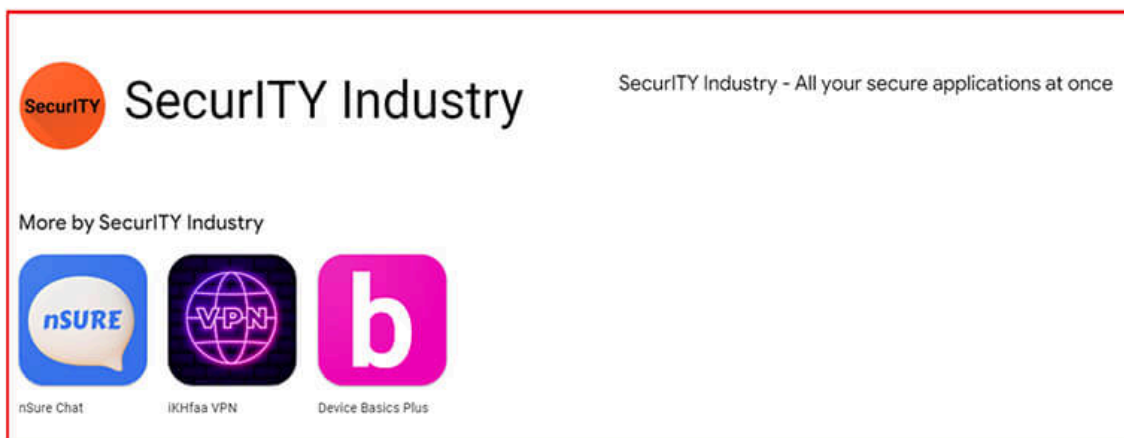 SecurITY
SecurITY Industry
SecurITY Industry - All your secure applications at once
More by SecurITY Industry
nSURE
VPN
b
nSure Chat
iKHfaa VPN
Device Basics Plus